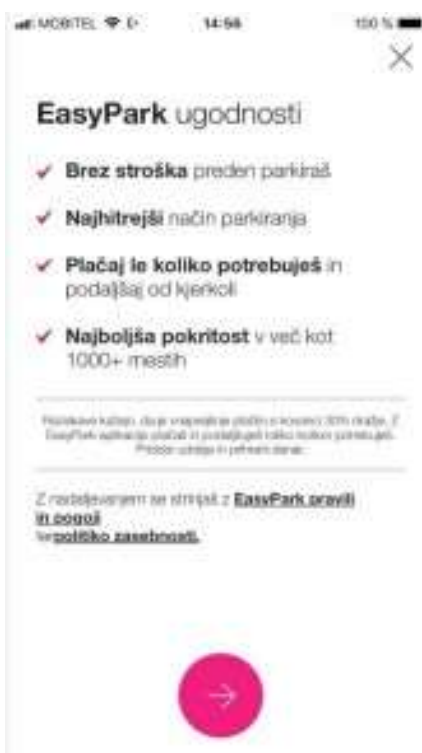 MOBITEL 14:56 100 %
EasyPark ugodnosti
Brez stroška preden parkiraš
Najhitrejši način parkiranja
Plačaj le koliko potrebuješ in
podaljšaj od kjerkoli
Najboljša pokritost v več kot
1000+ mestih
Z nadaljevanjem se strinjaš z EasyPark pravili
in pogoji
ter politiko zasebnosti.